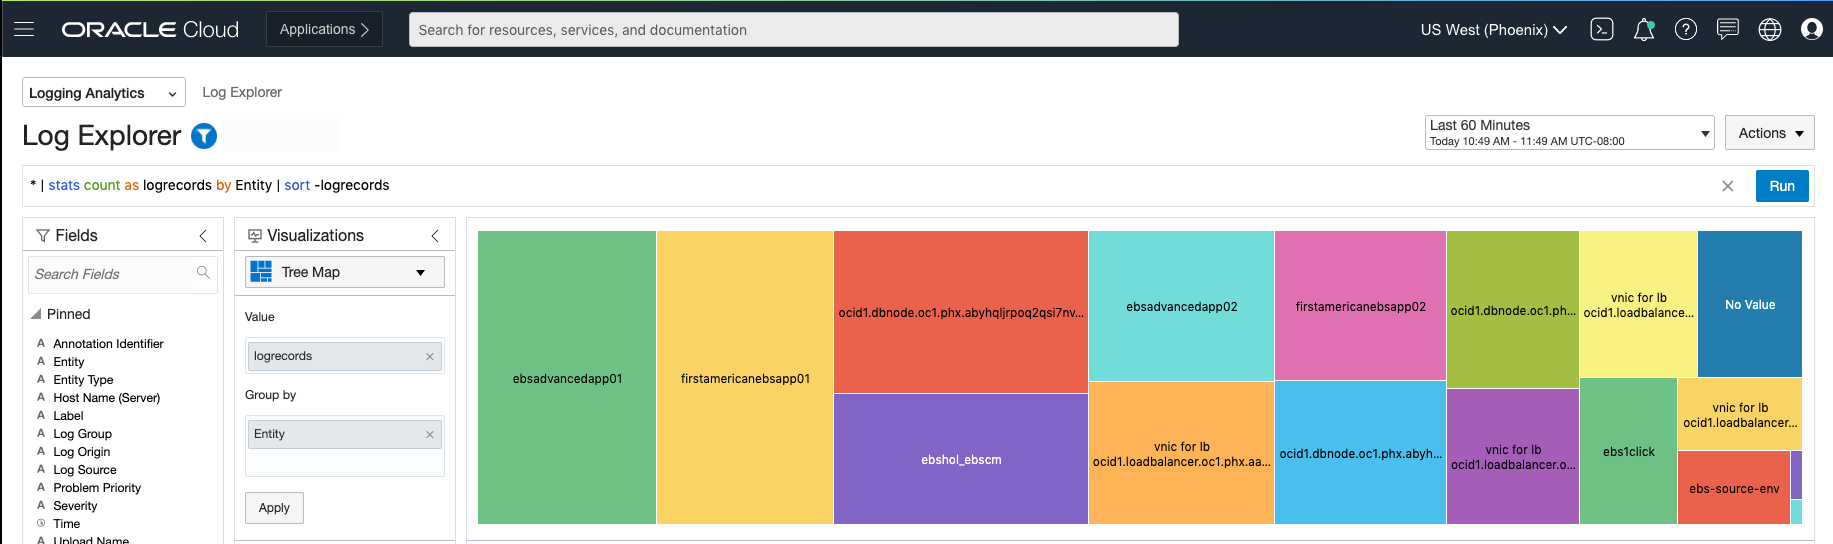 ORACLE Cloud
Applications
Search for resources, services, and documentation
US West (Phoenix)
Logging Analytics
Log Explorer
Log Explorer
Last 60 Minutes
Today 10:49 AM - 11:49 AM UTC-08:00
Actions
* | stats count as logrecords by Entity | sort -logrecords
Run
Fields
Search Fields
Pinned
A Annotation Identifier
A Entity
A Entity Type
A Host Name (Server)
A Label
A Log Group
A Log Origin
A Log Source
A Problem Priority
A Severity
Time
A Upload Name
Visualizations
Tree Map
Value
logrecords
Group by
Entity
Apply
ebsadvancedapp01
firstamericanebsapp01
ocid1.dbnode.oc1.phx.abyhqljrpoq2qsi7nv...
ebshol_ebscm
ebsadvancedapp02
vnic for lb
ocid1.loadbalancer.oc1.phx.aa...
firstamericanebsapp02
ocid1.dbnode.oc1.phx.abyh...
ocid1.dbnode.oc1.ph...
vnic for lb
ocid1.loadbalancer.o...
vnic for lb
ocid1.loadbalance...
No Value
ebs1click
vnic for lb
ocid1.loadbalancer...
ebs-source-env